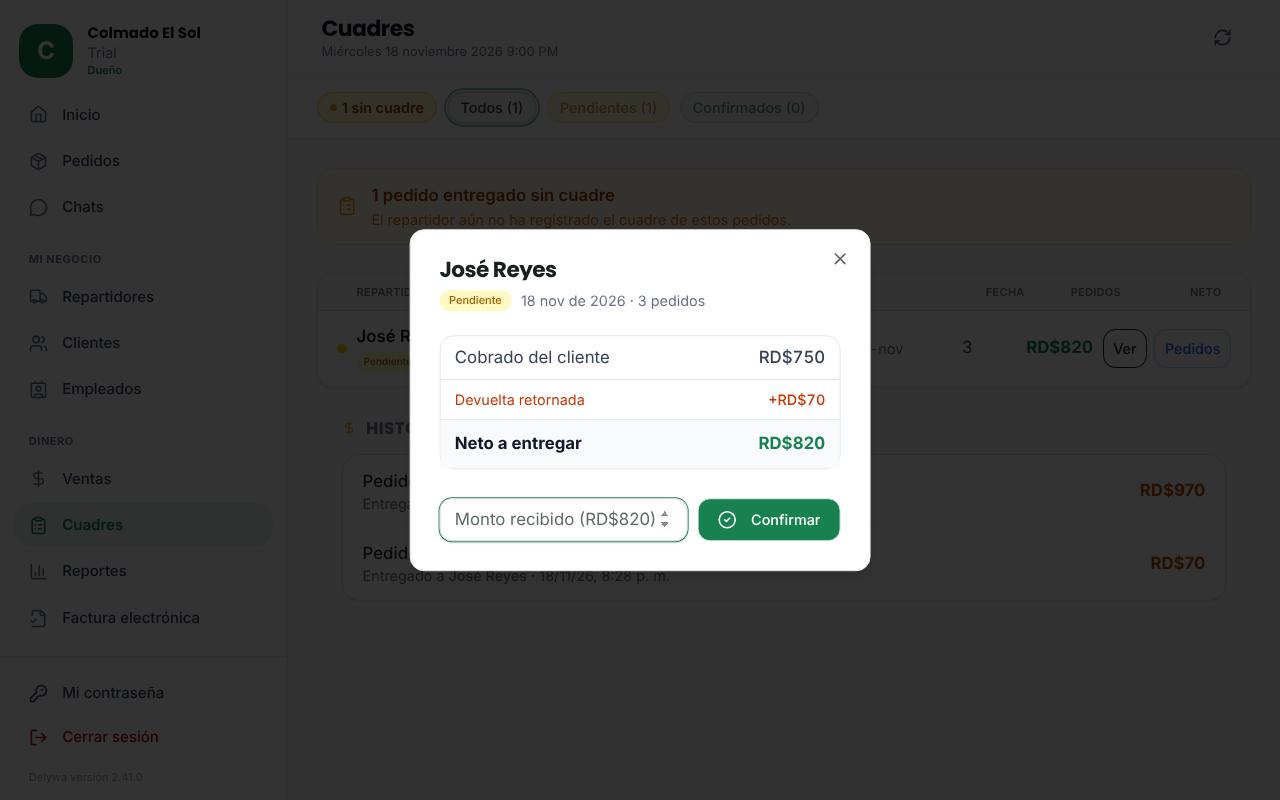 C
Colmado El Sol
Trial
Dueño
Inicio
Pedidos
Chats
MI NEGOCIO
Repartidores
Clientes
Empleados
DINERO
Ventas
Cuadres
Reportes
Factura electrónica
Mi contraseña
Cerrar sesión
Delywa versión 2.41.0
Cuadres
Miércoles 18 noviembre 2026 9:00 PM
1 sin cuadre
Todos (1)
Pendientes (1)
Confirmados (0)
1 pedido entregado sin cuadre
El repartidor aún no ha registrado el cuadre de estos pedidos.
FECHA PEDIDOS NETO
José R
-nov 3 RD$820 Ver Pedidos
Pendiente
José Reyes
Pendiente 18 nov de 2026 · 3 pedidos
Cobrado del cliente RD$750
Devuelta retornada +RD$70
Neto a entregar RD$820
Monto recibido (RD$820) Confirmar
RD$970
RD$70
Entregado a José Reyes · 18/11/26, 8:28 p. m.